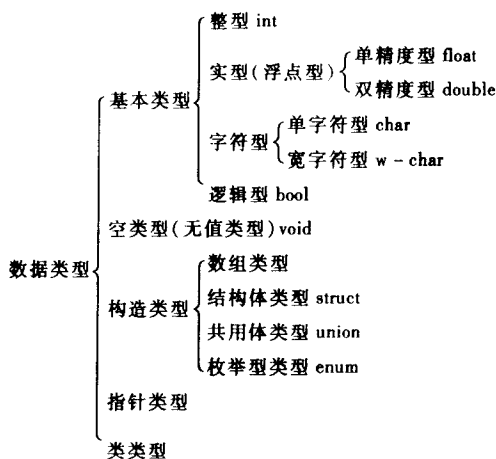 整型 int
实型(浮点型)
单精度型 float
双精度型 double
基本类型
字符型
单字符型 char
宽字符型 w-char
逻辑型 bool
空类型(无值类型)void
数据类型
数组类型
结构体类型 struct
构造类型
共用体类型 union
枚举型类型 enum
指针类型
类类型